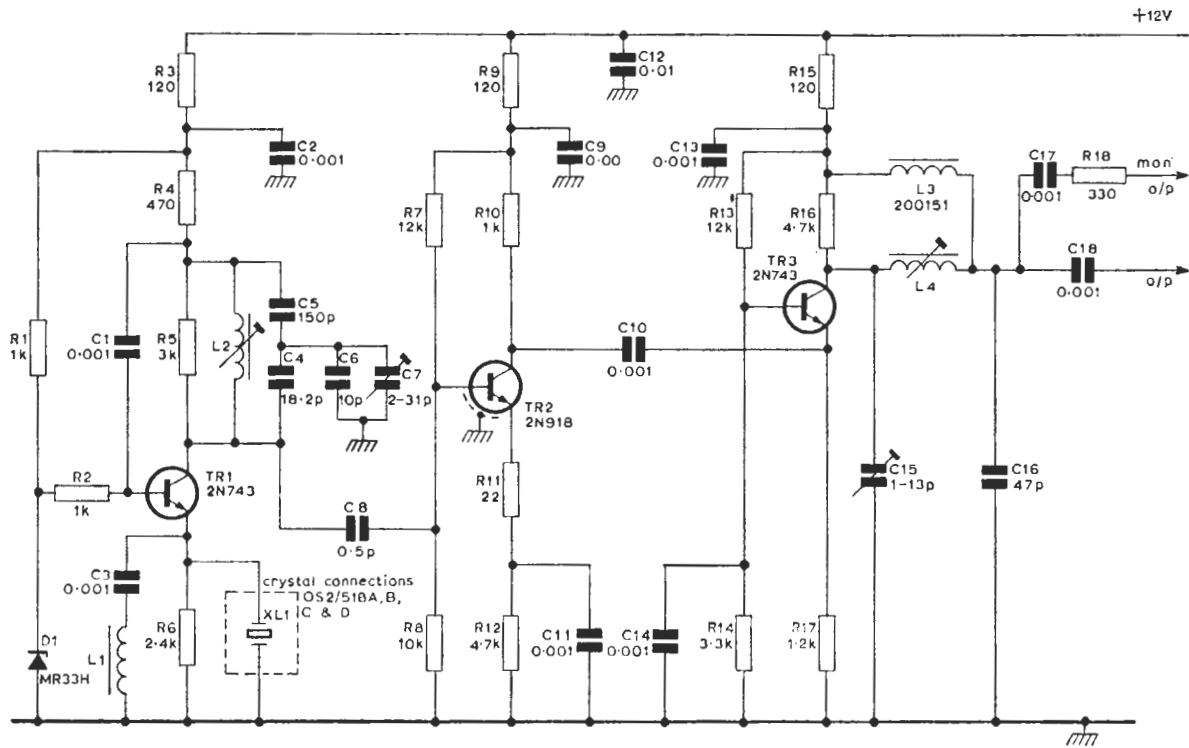 +12V
R3
120
R9
120
C12
0·01
R15
120
C2
0·001
C9
0·00
C13
0·001
R4
470
R7
12k
R10
1k
R13
12k
R16
4·7k
L3
200151
C17
0·001
R18
330
mon
o/p
R1
1k
C1
0·001
R5
3k
L2
C5
150p
C4
18·2p
C6
10p
C7
2-31p
C10
0·001
TR3
2N743
L4
C18
0·001
o/p
TR2
2N918
TR1
2N743
R2
1k
R11
22
C8
0·5p
C15
1-13p
C16
47p
C3
0·001
crystal connections
OS2/51BA,B,
C & D
XL1
D1
MR33H
L1
R6
2·4k
R8
10k
R12
4·7k
C11
0·001
C14
0·001
R14
3·3k
R17
1·2k